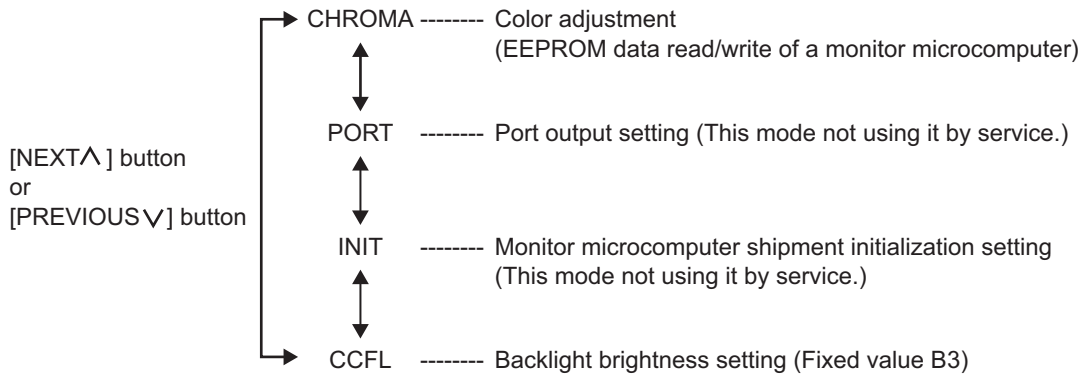 CHROMA -------- Color adjustment
(EEPROM data read/write of a monitor microcomputer)
PORT -------- Port output setting (This mode not using it by service.)
[NEXT∧ ] button
or
[PREVIOUS∨] button
INIT -------- Monitor microcomputer shipment initialization setting
(This mode not using it by service.)
CCFL -------- Backlight brightness setting (Fixed value B3)